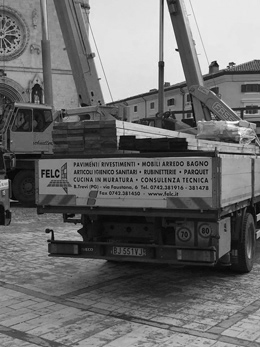 FELC
PAVIMENTI RIVESTIMENTI • MOBILI ARREDO BAGNO
ARTICOLI IGIENICO SANITARI • RUBINETTERIE • PARQUET
CUCINA IN MURATURA • CONSULENZA TECNICA
B.Trevi (PG) - via Faustana, 6 Tel. 0742.381916 - 381478
Fax 0742.381450 - www.felc.it
70
80